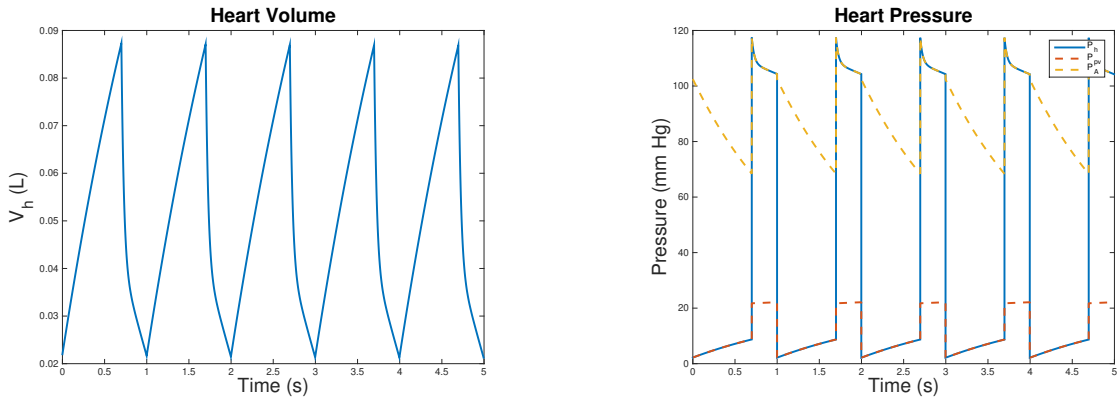 Heart Volume
0.09
0.08
0.07
0.06
0.05
0.04
0.03
0.02
V_h (L)
0 0.5 1 1.5 2 2.5 3 3.5 4 4.5 5
Time (s)
Heart Pressure
120
100
80
60
40
20
0
Pressure (mm Hg)
P_h
P_pv
P_A
0 0.5 1 1.5 2 2.5 3 3.5 4 4.5 5
Time (s)